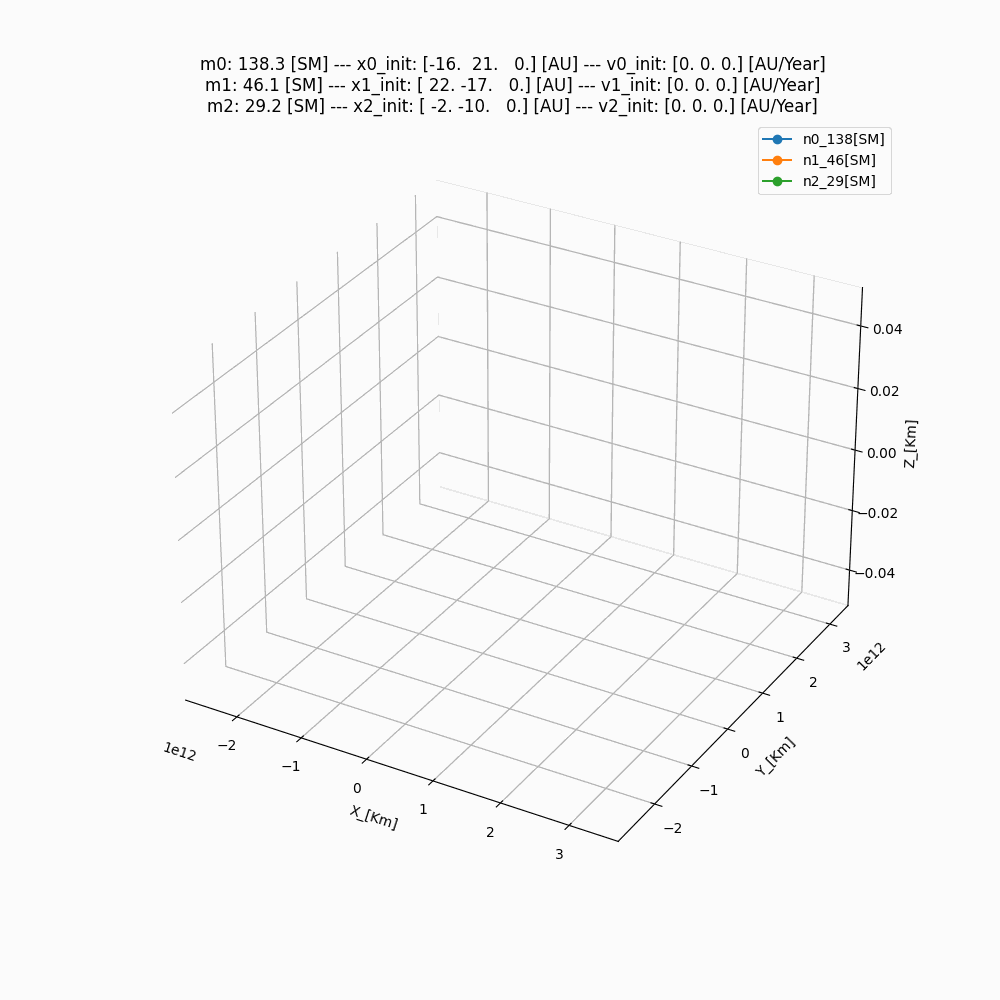 m0: 138.3 [SM] --- x0_init: [-16.  21.   0.] [AU] --- v0_init: [0. 0. 0.] [AU/Year]
m1: 46.1 [SM] --- x1_init: [ 22. -17.   0.] [AU] --- v1_init: [0. 0. 0.] [AU/Year]
m2: 29.2 [SM] --- x2_init: [ -2. -10.   0.] [AU] --- v2_init: [0. 0. 0.] [AU/Year]
n0_138[SM]
n1_46[SM]
n2_29[SM]
0.04
0.02
0.00
−0.02
−0.04
Z_[Km]
3
2
1
0
−1
−2
1e12
Y_[Km]
1e12
−2
−1
0
1
2
3
X_[Km]